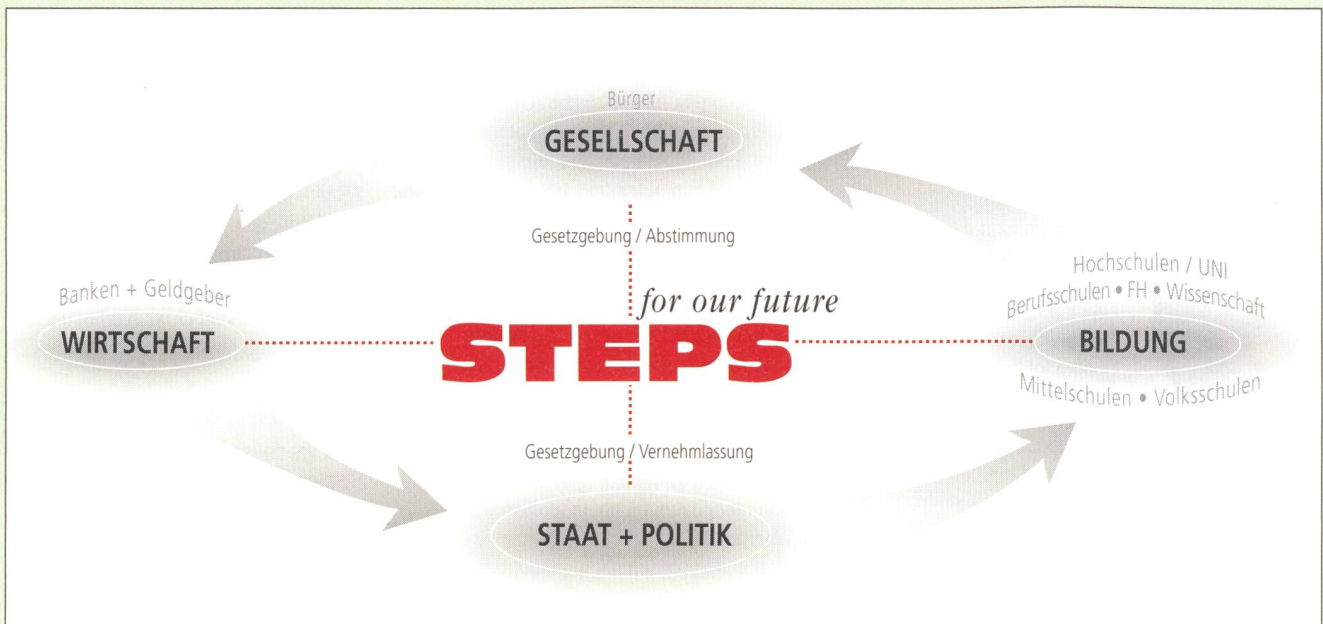 Bürger
GESELLSCHAFT
Gesetzgebung / Abstimmung
Banken + Geldgeber
WIRTSCHAFT
for our future
STEPS
Hochschulen / UNI
Berufsschulen • FH • Wissenschaft
BILDUNG
Mittelschulen • Volksschulen
Gesetzgebung / Vernehmlassung
STAAT + POLITIK